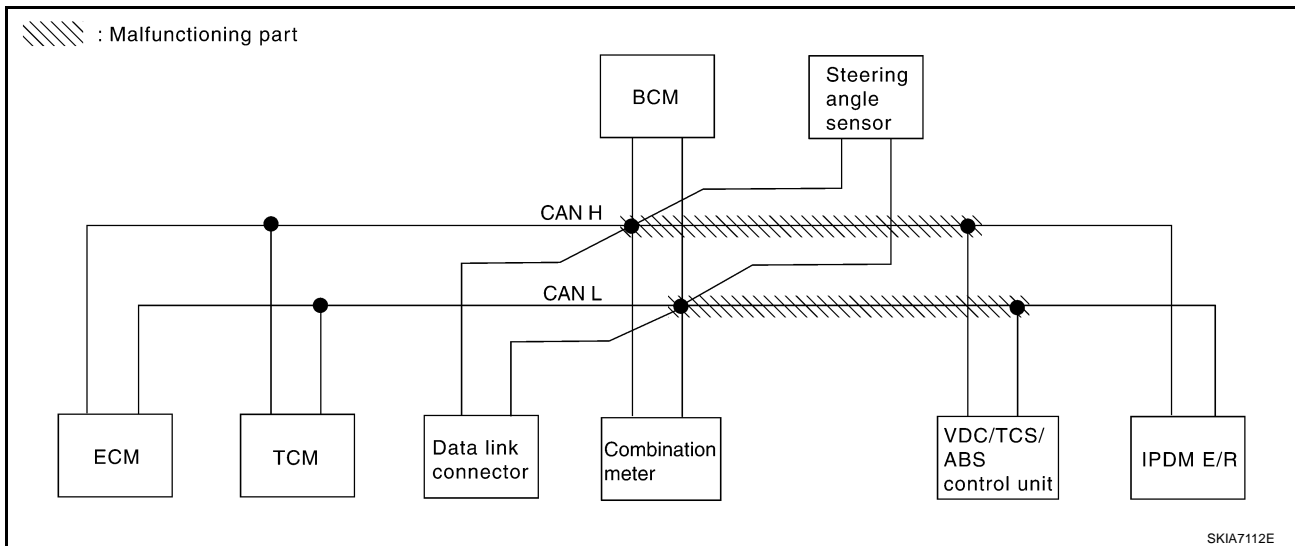 : Malfunctioning part
BCM
Steering
angle
sensor
CAN H
CAN L
ECM
TCM
Data link
connector
Combination
meter
VDC/TCS/
ABS
control unit
IPDM E/R
SKIA7112E